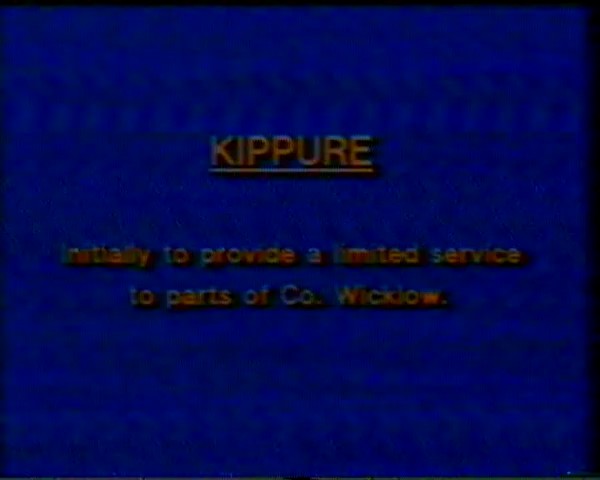 KIPPURE
Initially to provide a limited service
to parts of Co. Wicklow.